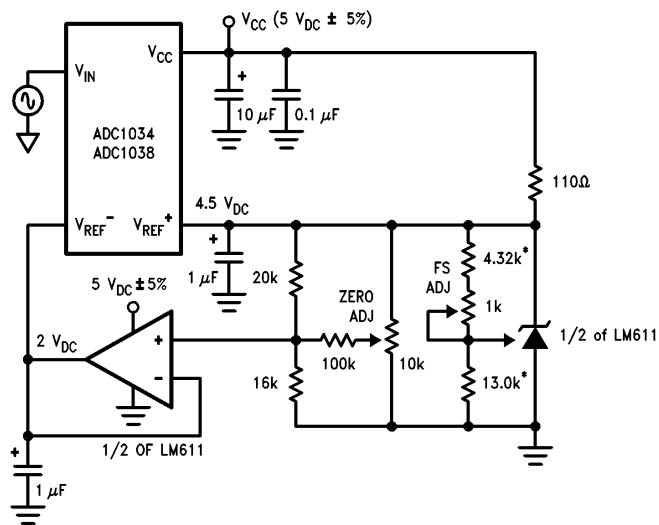 V_CC (5 V_DC ± 5%)
V_CC
V_IN
+
10 μF
0.1 μF
ADC1034
ADC1038
110Ω
4.5 V_DC
V_REF^-
V_REF^+
+
1 μF
20k
4.32k*
FS
ADJ
1k
5 V_DC ±5%
ZERO
ADJ
2 V_DC
+
-
100k
10k
1/2 of LM611
16k
13.0k*
1/2 OF LM611
+
1 μF